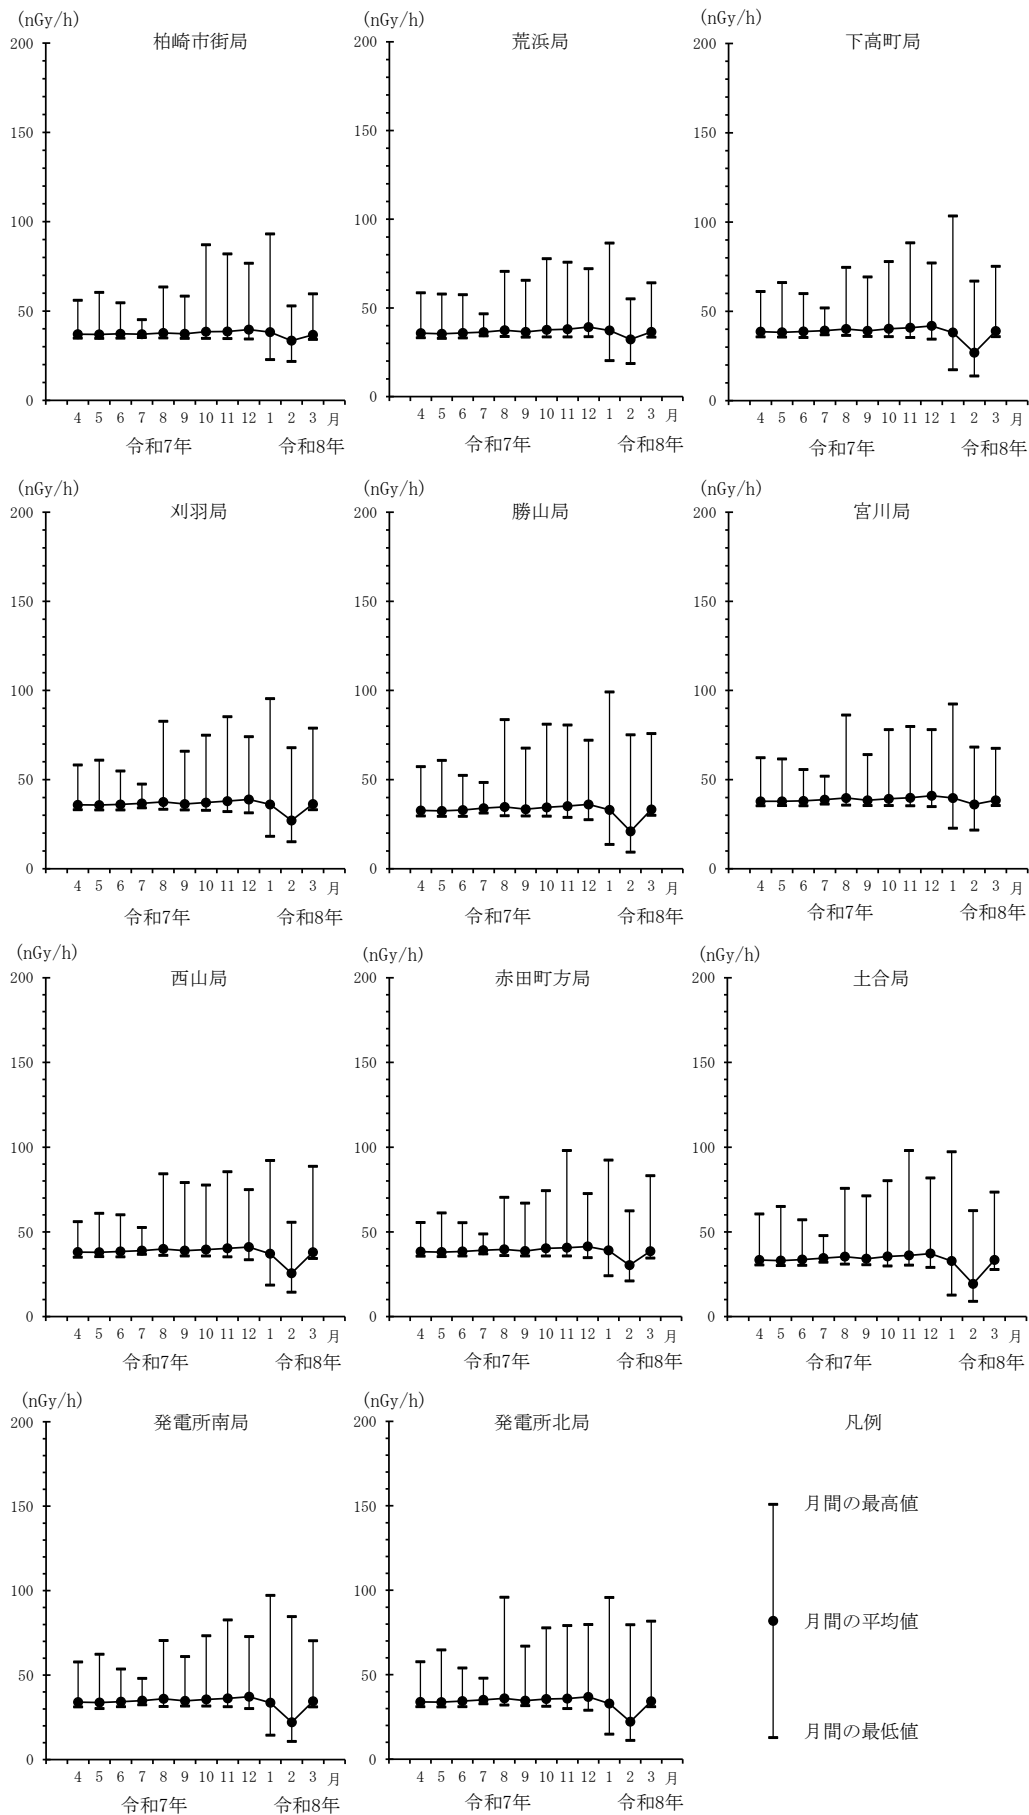 (nGy/h) (nGy/h) (nGy/h)
柏崎市街局 荒浜局 下高町局
200 200 200
150 150 150
100 100 100
50 50 50
0 0 0
4 5 6 7 8 9 10 11 12 1 2 3 月 4 5 6 7 8 9 10 11 12 1 2 3 月 4 5 6 7 8 9 10 11 12 1 2 3 月
令和7年 令和8年 令和7年 令和8年 令和7年 令和8年
(nGy/h) (nGy/h) (nGy/h)
刈羽局 勝山局 宮川局
200 200 200
150 150 150
100 100 100
50 50 50
0 0 0
4 5 6 7 8 9 10 11 12 1 2 3 月 4 5 6 7 8 9 10 11 12 1 2 3 月 4 5 6 7 8 9 10 11 12 1 2 3 月
令和7年 令和8年 令和7年 令和8年 令和7年 令和8年
(nGy/h) (nGy/h) (nGy/h)
西山局 赤田町方局 土合局
200 200 200
150 150 150
100 100 100
50 50 50
0 0 0
4 5 6 7 8 9 10 11 12 1 2 3 月 4 5 6 7 8 9 10 11 12 1 2 3 月 4 5 6 7 8 9 10 11 12 1 2 3 月
令和7年 令和8年 令和7年 令和8年 令和7年 令和8年
(nGy/h) (nGy/h)
発電所南局 発電所北局 凡例
200 200
150 150
100 100
50 50
0 0
4 5 6 7 8 9 10 11 12 1 2 3 月 4 5 6 7 8 9 10 11 12 1 2 3 月
令和7年 令和8年 令和7年 令和8年
月間の最高値
月間の平均値
月間の最低値